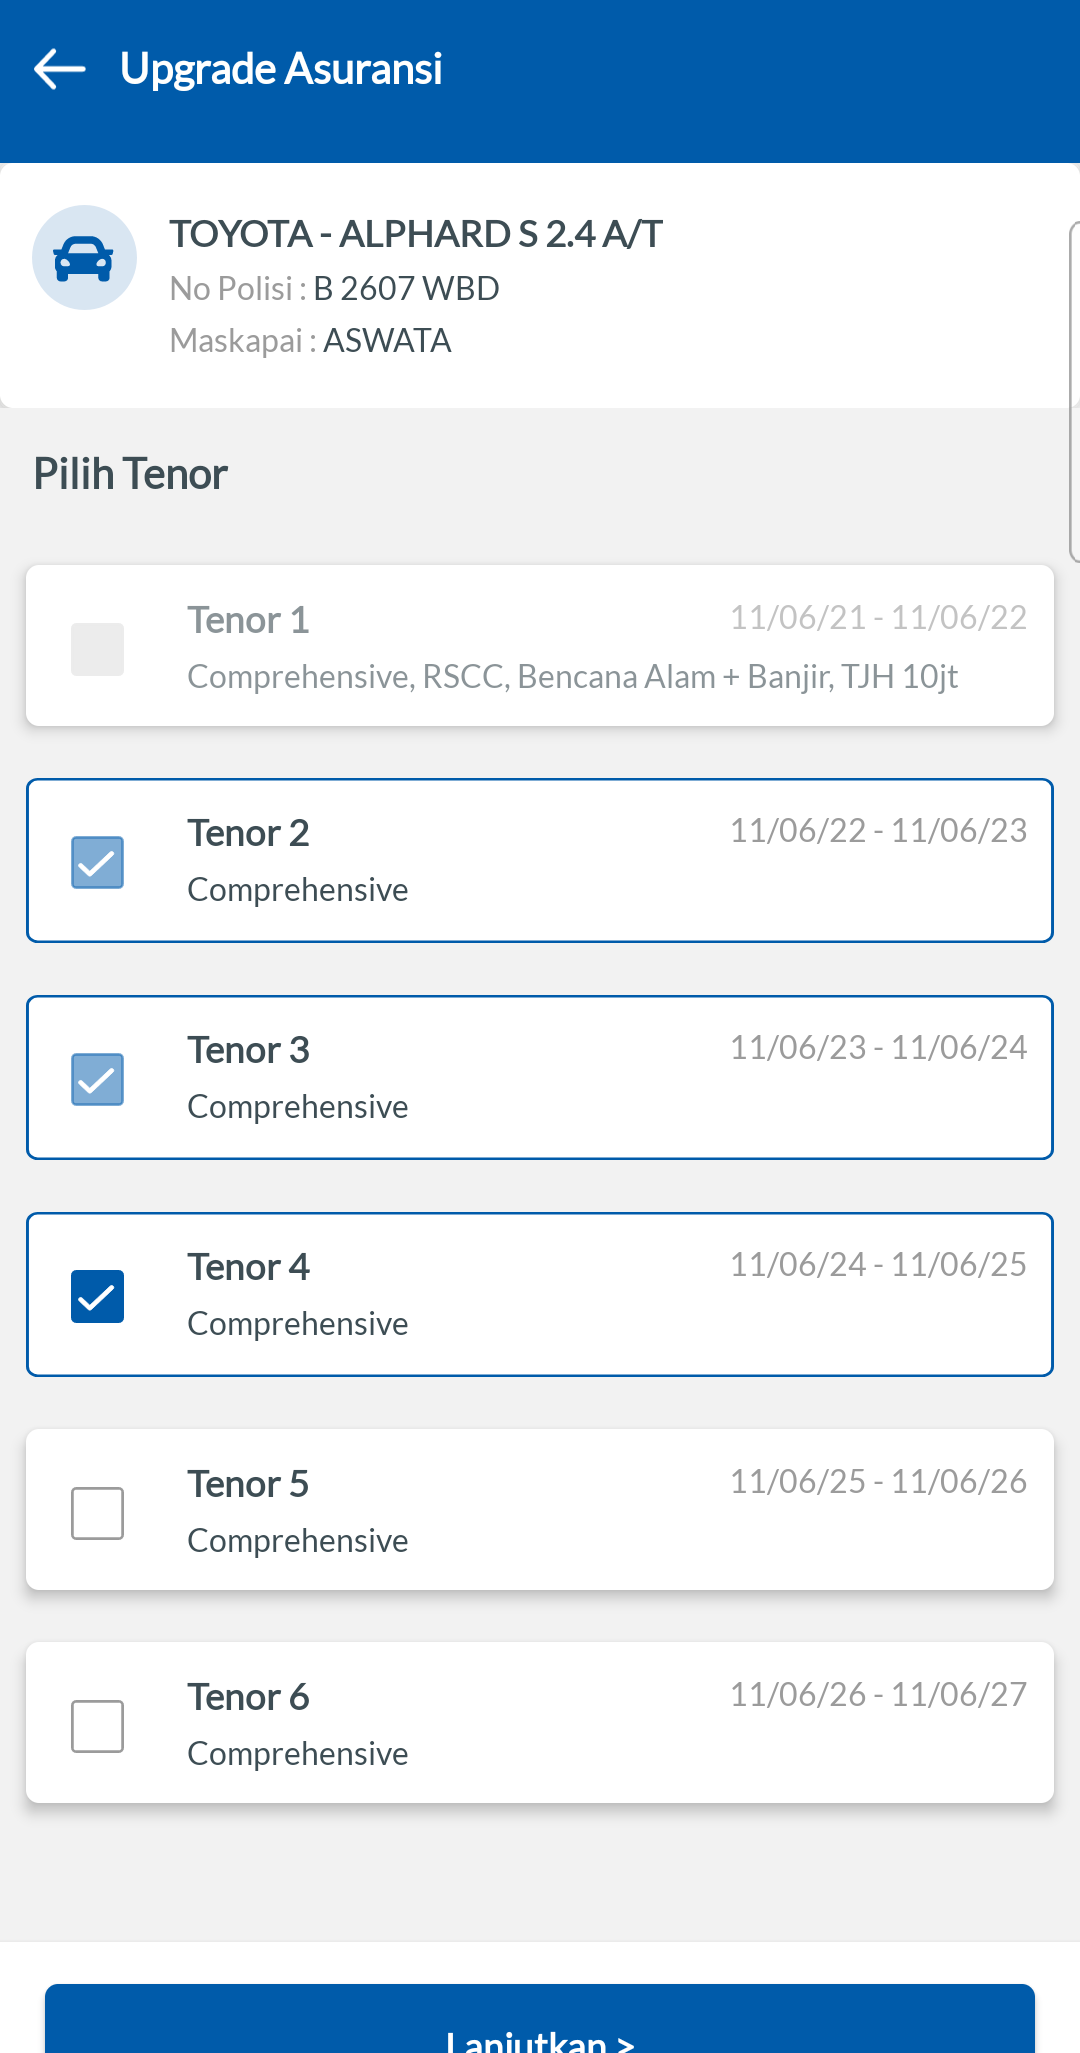 Upgrade Asuransi
TOYOTA - ALPHARD S 2.4 A/T
No Polisi : B 2607 WBD
Maskapai : ASWATA
Pilih Tenor
Tenor 1 11/06/21 - 11/06/22
Comprehensive, RSCC, Bencana Alam + Banjir, TJH 10jt
Tenor 2 11/06/22 - 11/06/23
Comprehensive
Tenor 3 11/06/23 - 11/06/24
Comprehensive
Tenor 4 11/06/24 - 11/06/25
Comprehensive
Tenor 5 11/06/25 - 11/06/26
Comprehensive
Tenor 6 11/06/26 - 11/06/27
Comprehensive
Lanjutkan >